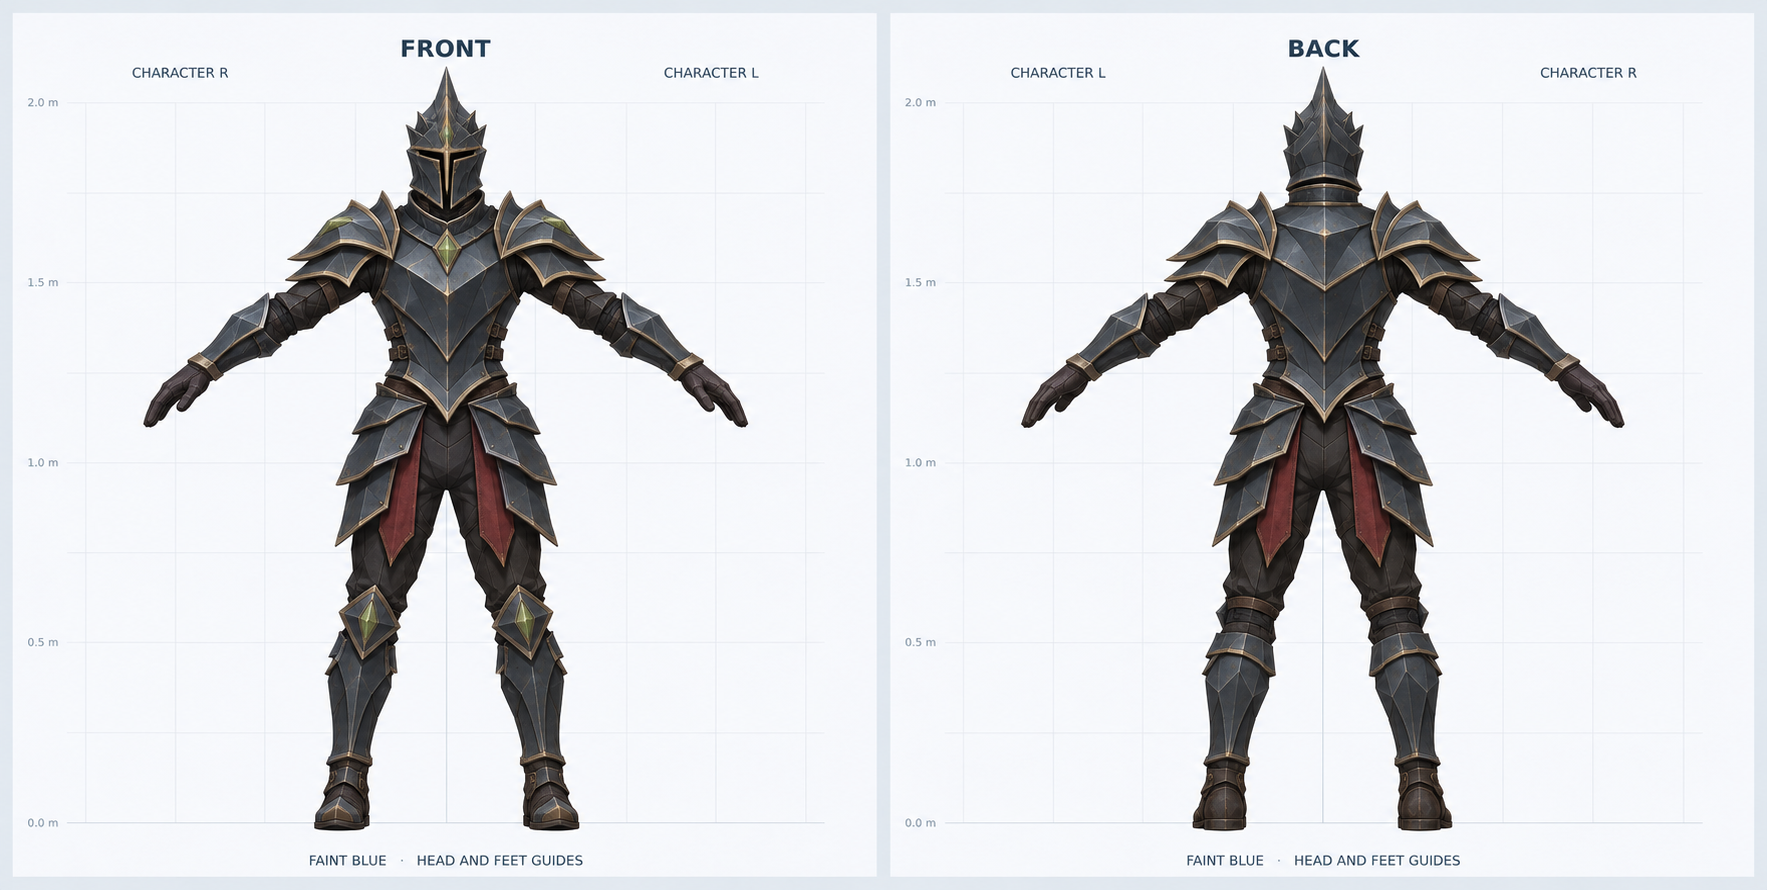 FRONT
CHARACTER R
CHARACTER L
2.0 m
1.5 m
1.0 m
0.5 m
0.0 m
FAINT BLUE · HEAD AND FEET GUIDES
BACK
CHARACTER L
CHARACTER R
2.0 m
1.5 m
1.0 m
0.5 m
0.0 m
FAINT BLUE · HEAD AND FEET GUIDES